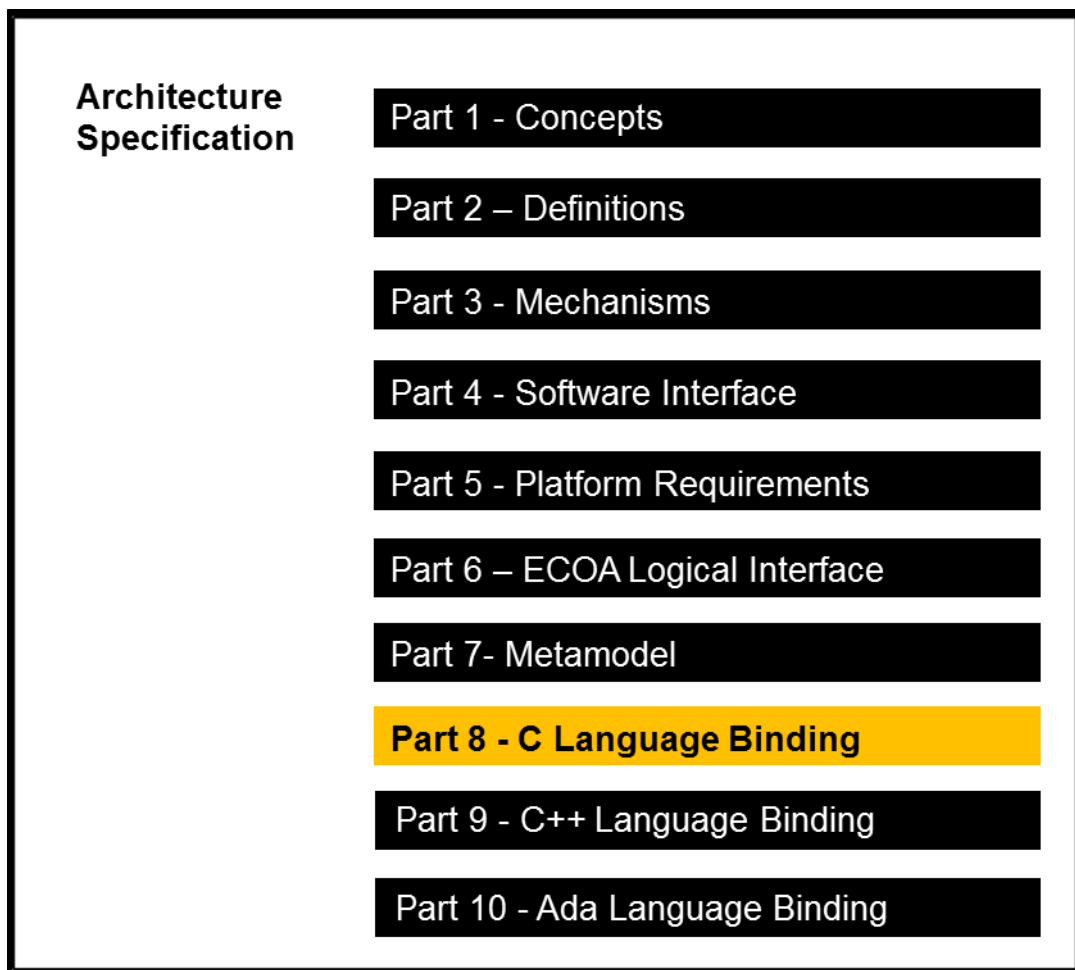 Architecture
Specification
Part 1 - Concepts
Part 2 – Definitions
Part 3 - Mechanisms
Part 4 - Software Interface
Part 5 - Platform Requirements
Part 6 – ECOA Logical Interface
Part 7- Metamodel
Part 8 - C Language Binding
Part 9 - C++ Language Binding
Part 10 - Ada Language Binding